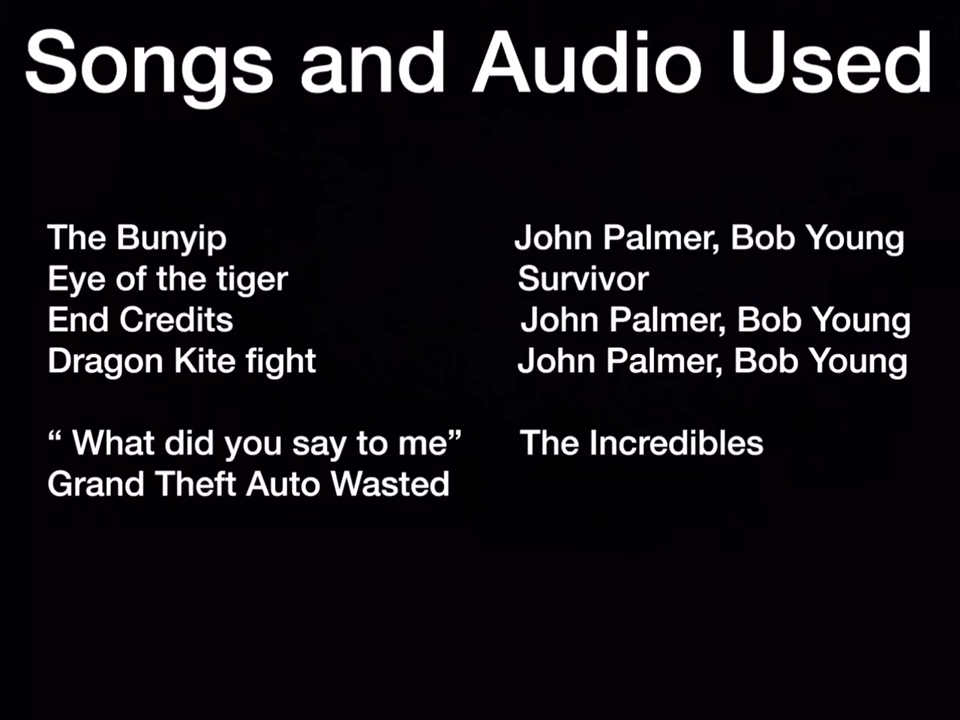 Songs and Audio Used
The Bunyip John Palmer, Bob Young
Eye of the tiger Survivor
End Credits John Palmer, Bob Young
Dragon Kite fight John Palmer, Bob Young
“ What did you say to me” The Incredibles
Grand Theft Auto Wasted